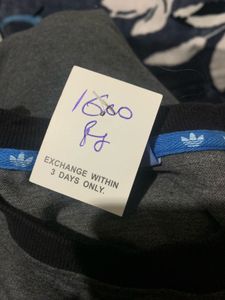 1600
EXCHANGE WITHIN
3 DAYS ONLY.